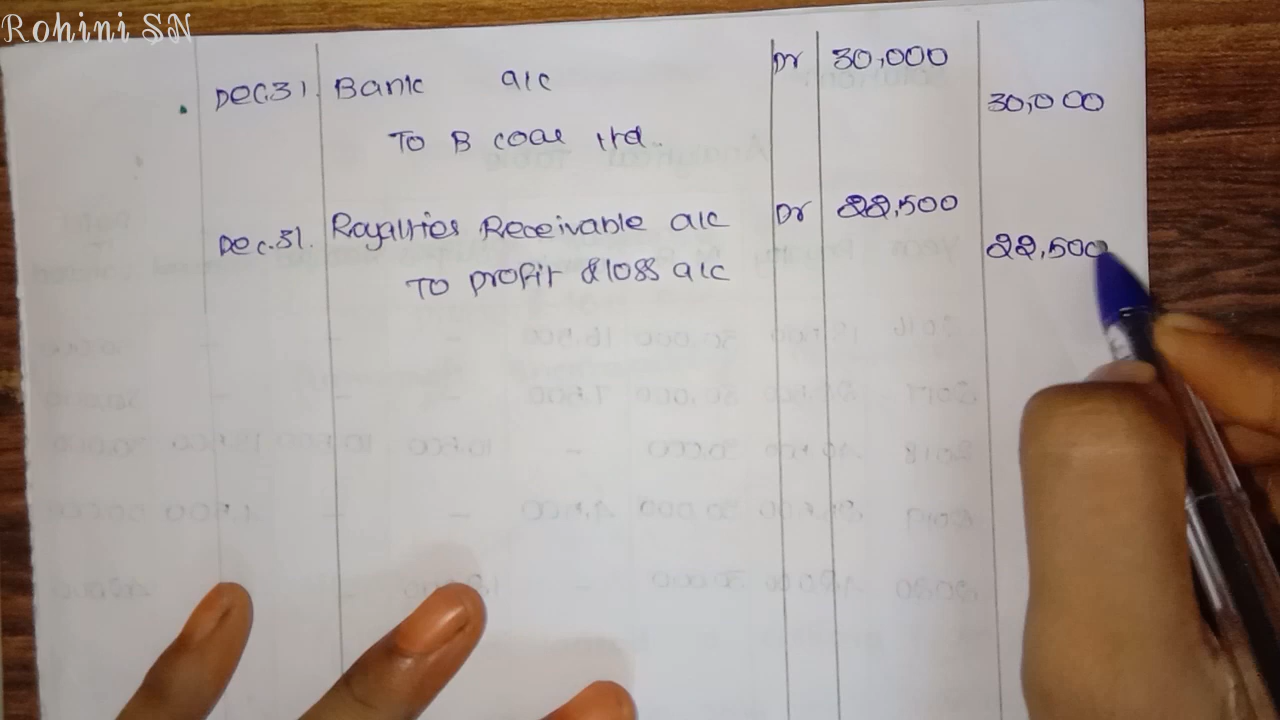 Rohini SN
Dec.31. Bank a/c Dr 30,000
To B coal ltd. 30,000
Dec.31. Royalties Receivable a/c Dr 22,500
To profit & loss a/c 22,500